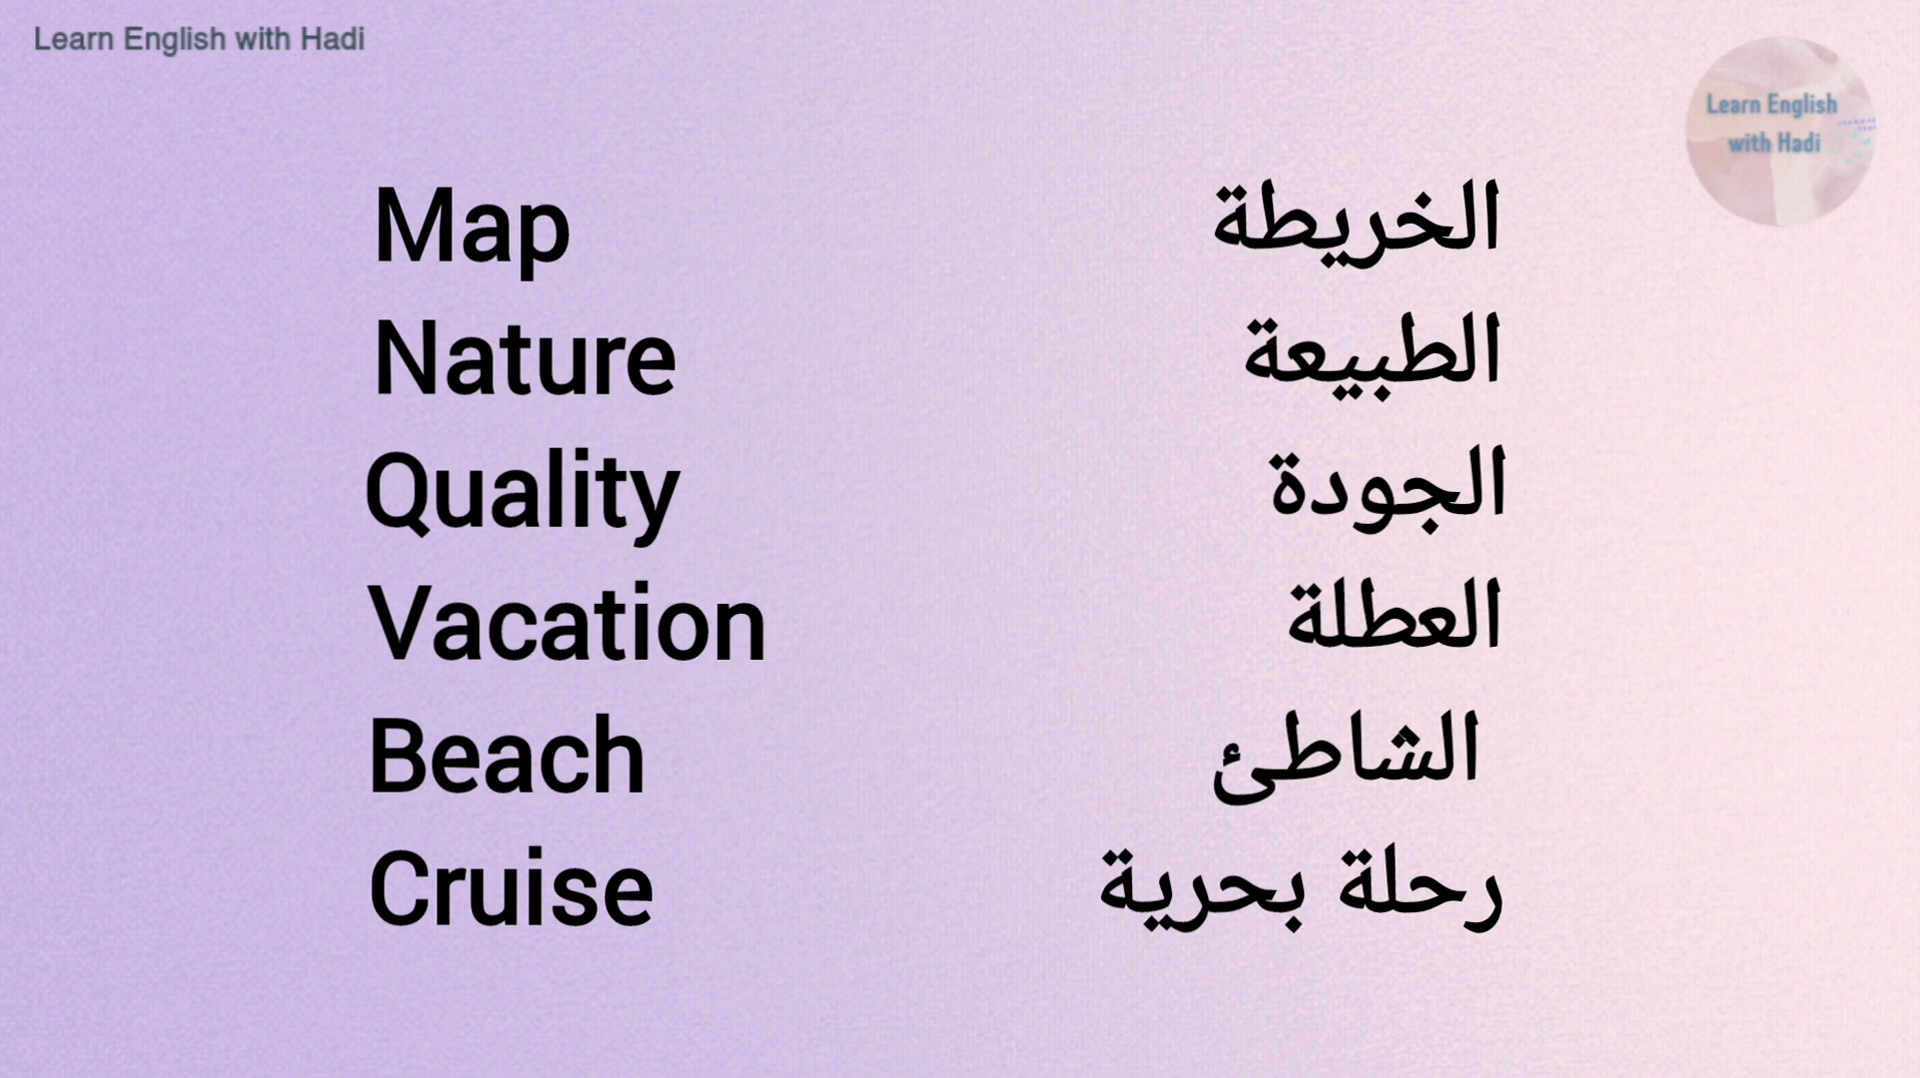 Learn English with Hadi
Learn English
with Hadi
Map الخريطة
Nature الطبيعة
Quality الجودة
Vacation العطلة
Beach الشاطئ
Cruise رحلة بحرية